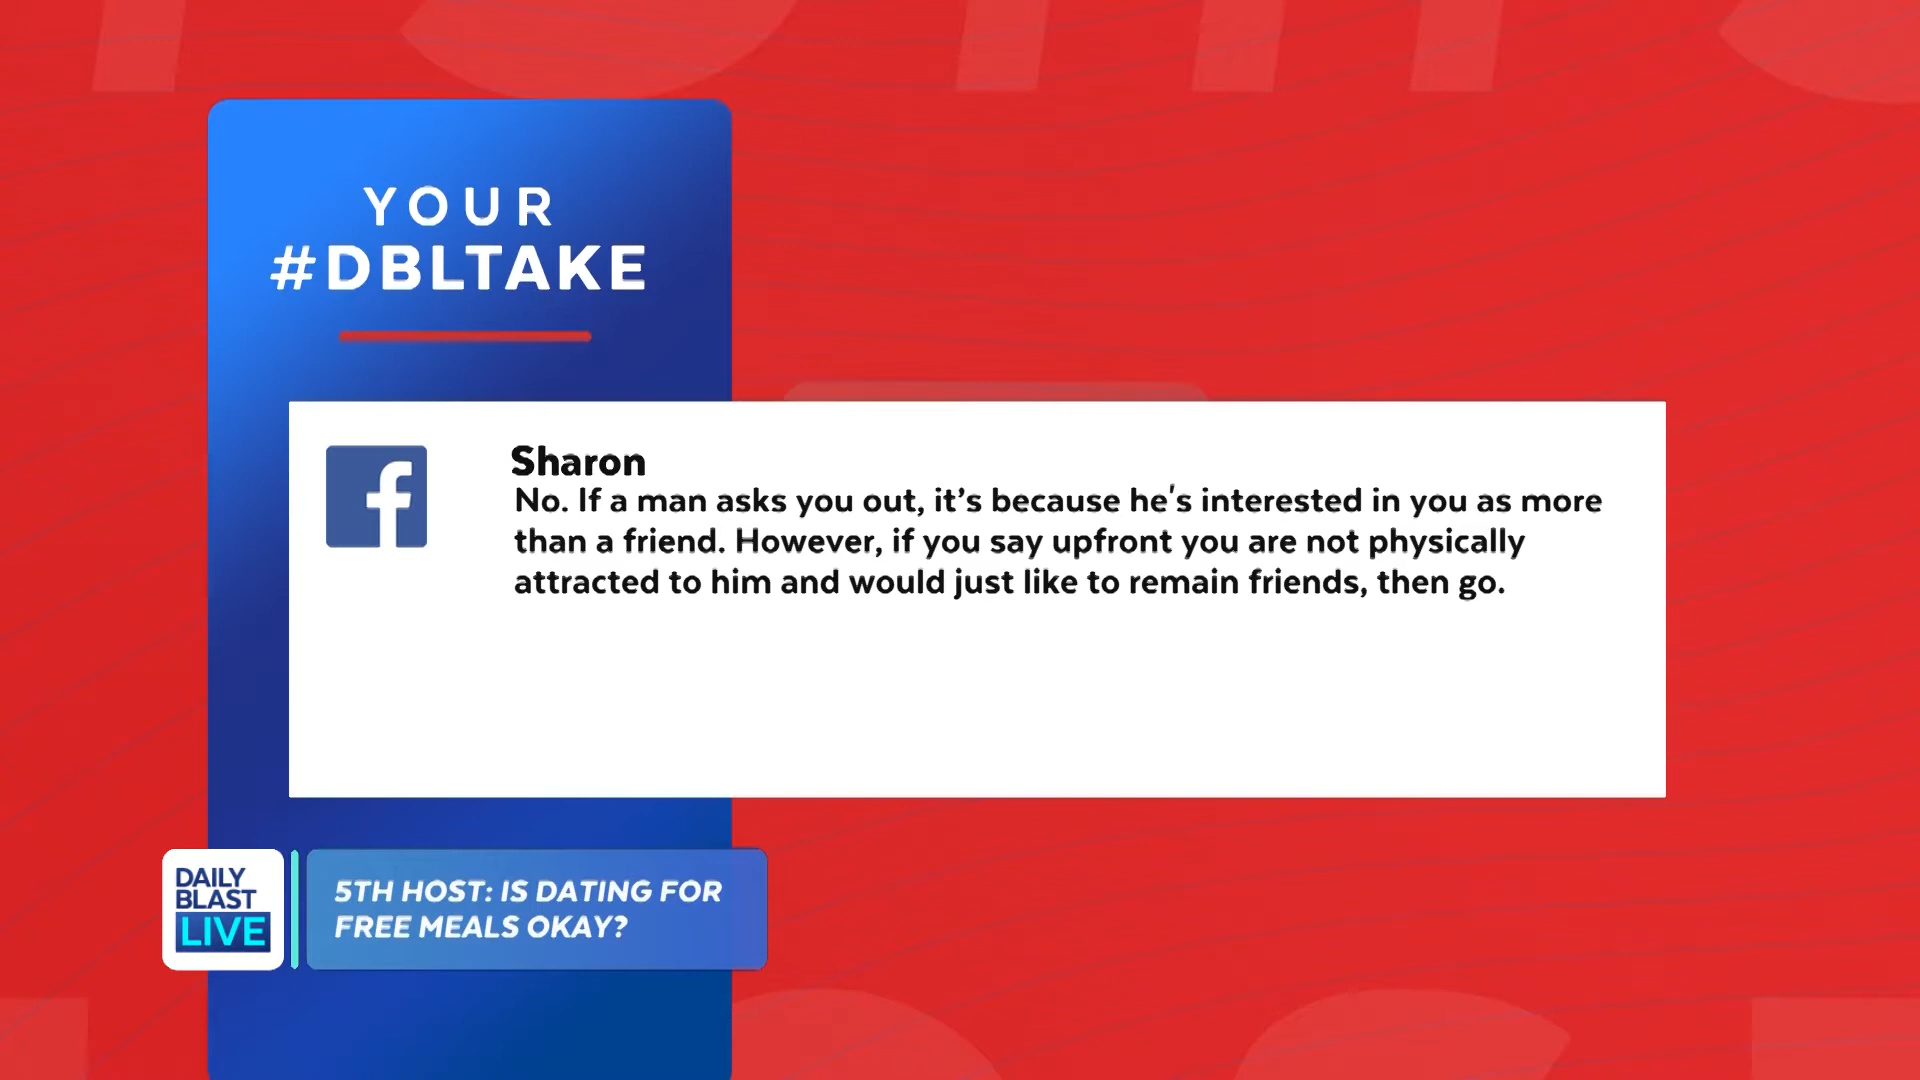 YOUR
#DBLTAKE
Sharon
No. If a man asks you out, it’s because he's interested in you as more
than a friend. However, if you say upfront you are not physically
attracted to him and would just like to remain friends, then go.
DAILY
BLAST
LIVE
5TH HOST: IS DATING FOR
FREE MEALS OKAY?